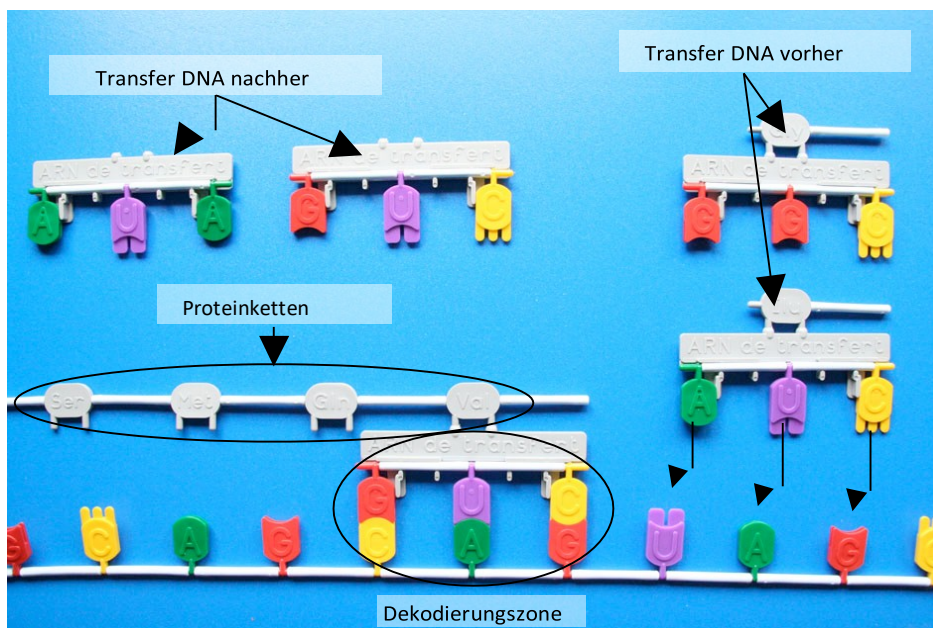 Transfer DNA nachher
Transfer DNA vorher
Gly
ARN de transfert
A U A
ARN de transfert
G U C
ARN de transfert
G G C
Proteinketten
ARN de transfert
A U C
Ser Met Gln Val
ARN de transfert
G U C
G C A G C A G U A G C
Dekodierungszone